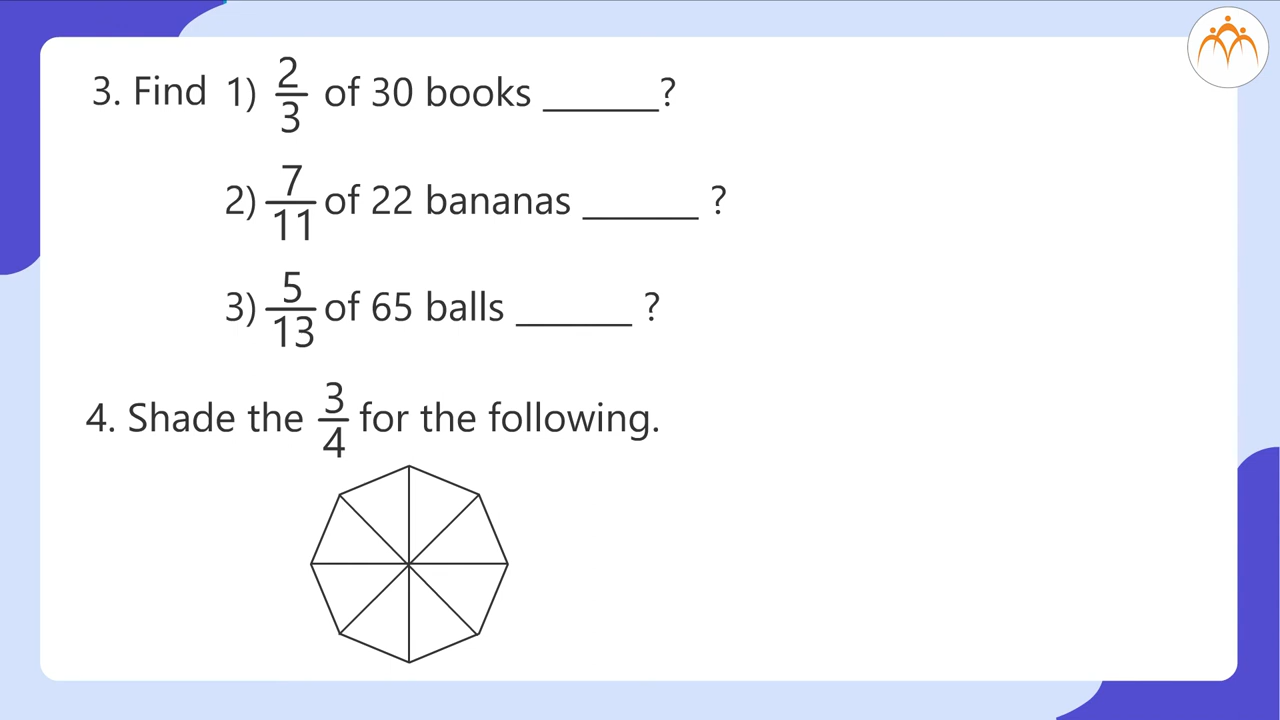 3. Find 1) 2/3 of 30 books ______?
2) 7/11 of 22 bananas ______ ?
3) 5/13 of 65 balls ______ ?
4. Shade the 3/4 for the following.